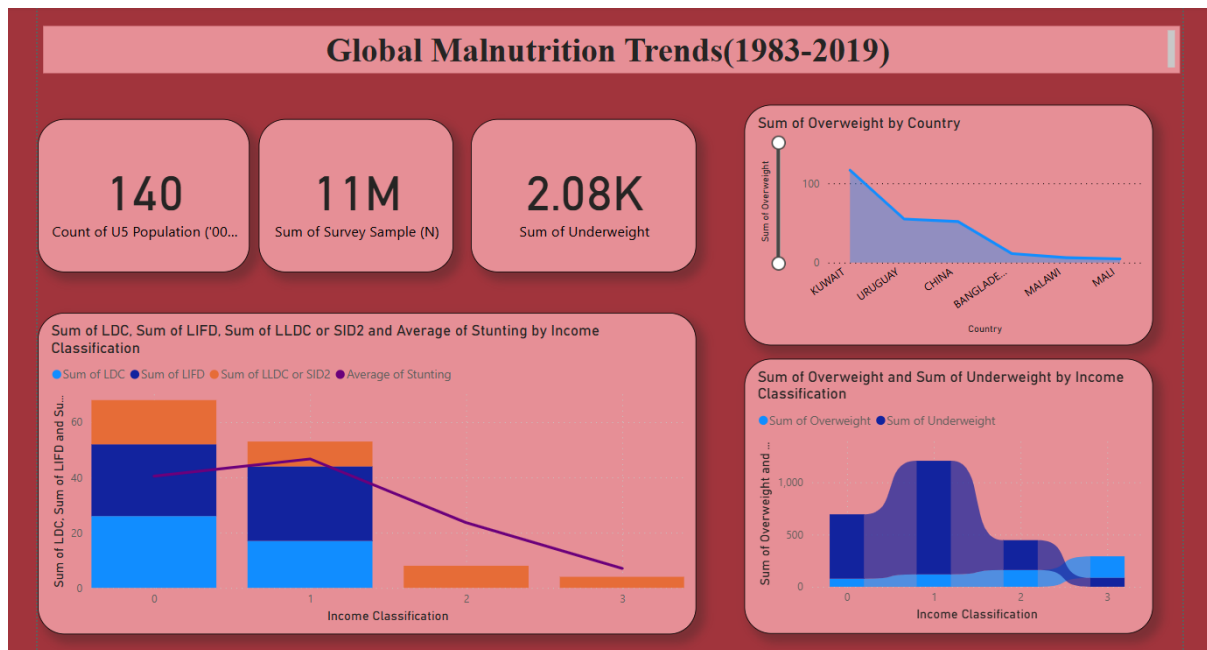 Global Malnutrition Trends(1983-2019)
140
Count of U5 Population ('00...
11M
Sum of Survey Sample (N)
2.08K
Sum of Underweight
Sum of Overweight by Country
Sum of Overweight
100
0
KUWAIT
URUGUAY
CHINA
BANGLADE...
MALAWI
MALI
Country
Sum of LDC, Sum of LIFD, Sum of LLDC or SID2 and Average of Stunting by Income
Classification
Sum of LDC Sum of LIFD Sum of LLDC or SID2 Average of Stunting
Sum of LDC, Sum of LIFD and Su...
60
40
20
0
0 1 2 3
Income Classification
Sum of Overweight and Sum of Underweight by Income
Classification
Sum of Overweight Sum of Underweight
Sum of Overweight and ...
1,000
500
0
0 1 2 3
Income Classification